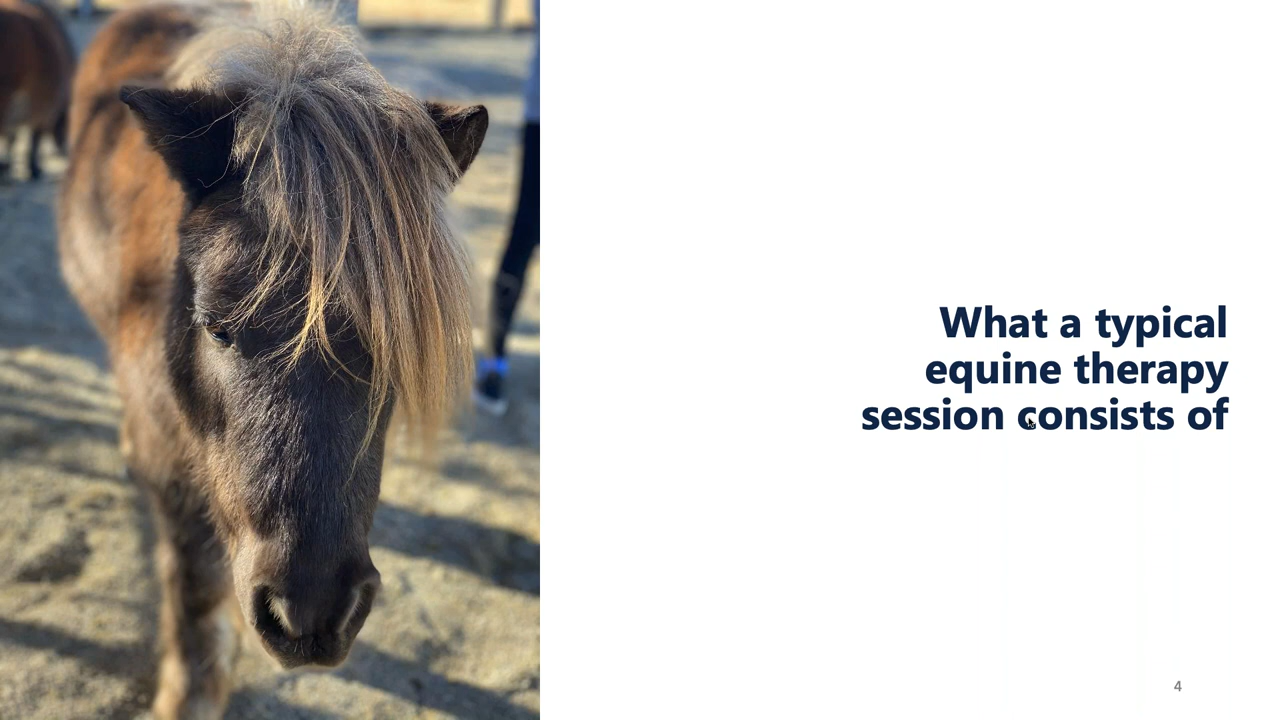 What a typical
equine therapy
session consists of
4